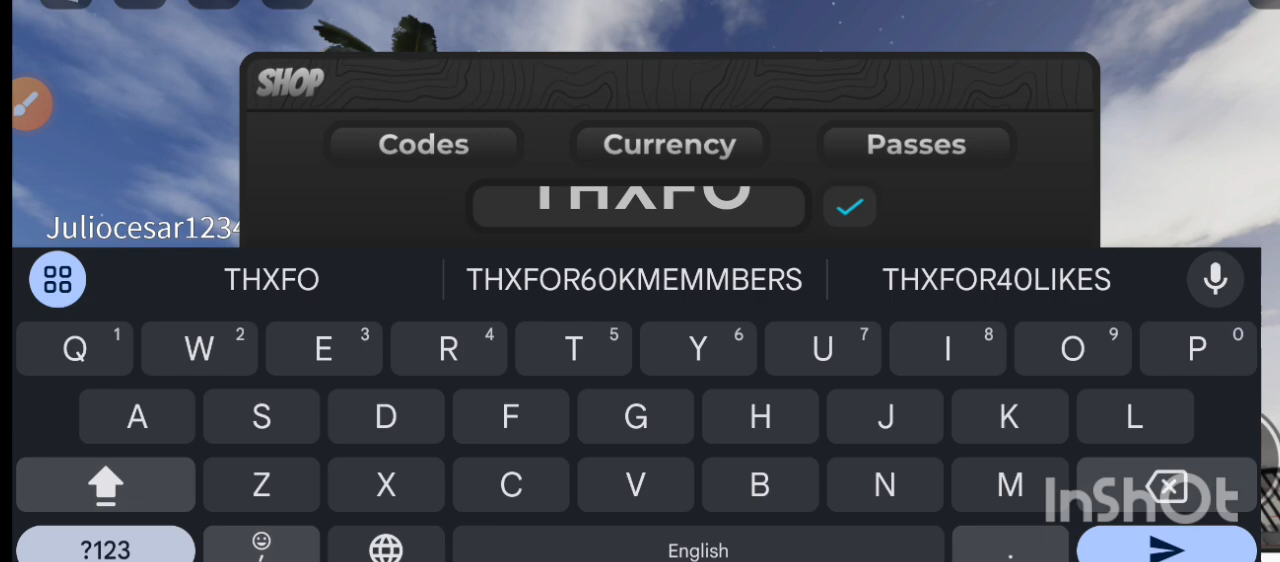 SHOP
Codes Currency Passes
THXFO
Juliocesar1234
THXFO THXFOR60KMEMMBERS THXFOR40LIKES
Q 1 W 2 E 3 R 4 T 5 Y 6 U 7 I 8 O 9 P 0
A S D F G H J K L
Z X C V B N M
InShOt
?123 , English .